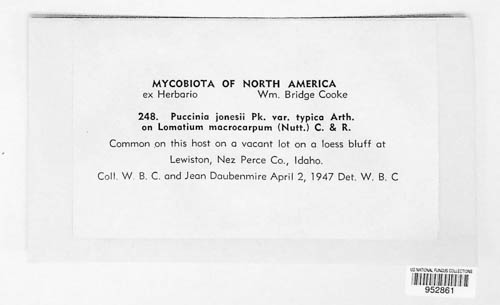 MYCOBIOTA OF NORTH AMERICA
ex Herbario Wm. Bridge Cooke
248. Puccinia jonesii Pk. var. typica Arth.
on Lomatium macrocarpum (Nutt.) C. & R.
Common on this host on a vacant lot on a loess bluff at
Lewiston, Nez Perce Co., Idaho.
Coll. W. B. C. and Jean Daubenmire April 2, 1947 Det. W. B. C
US NATIONAL FUNGUS COLLECTIONS
952861